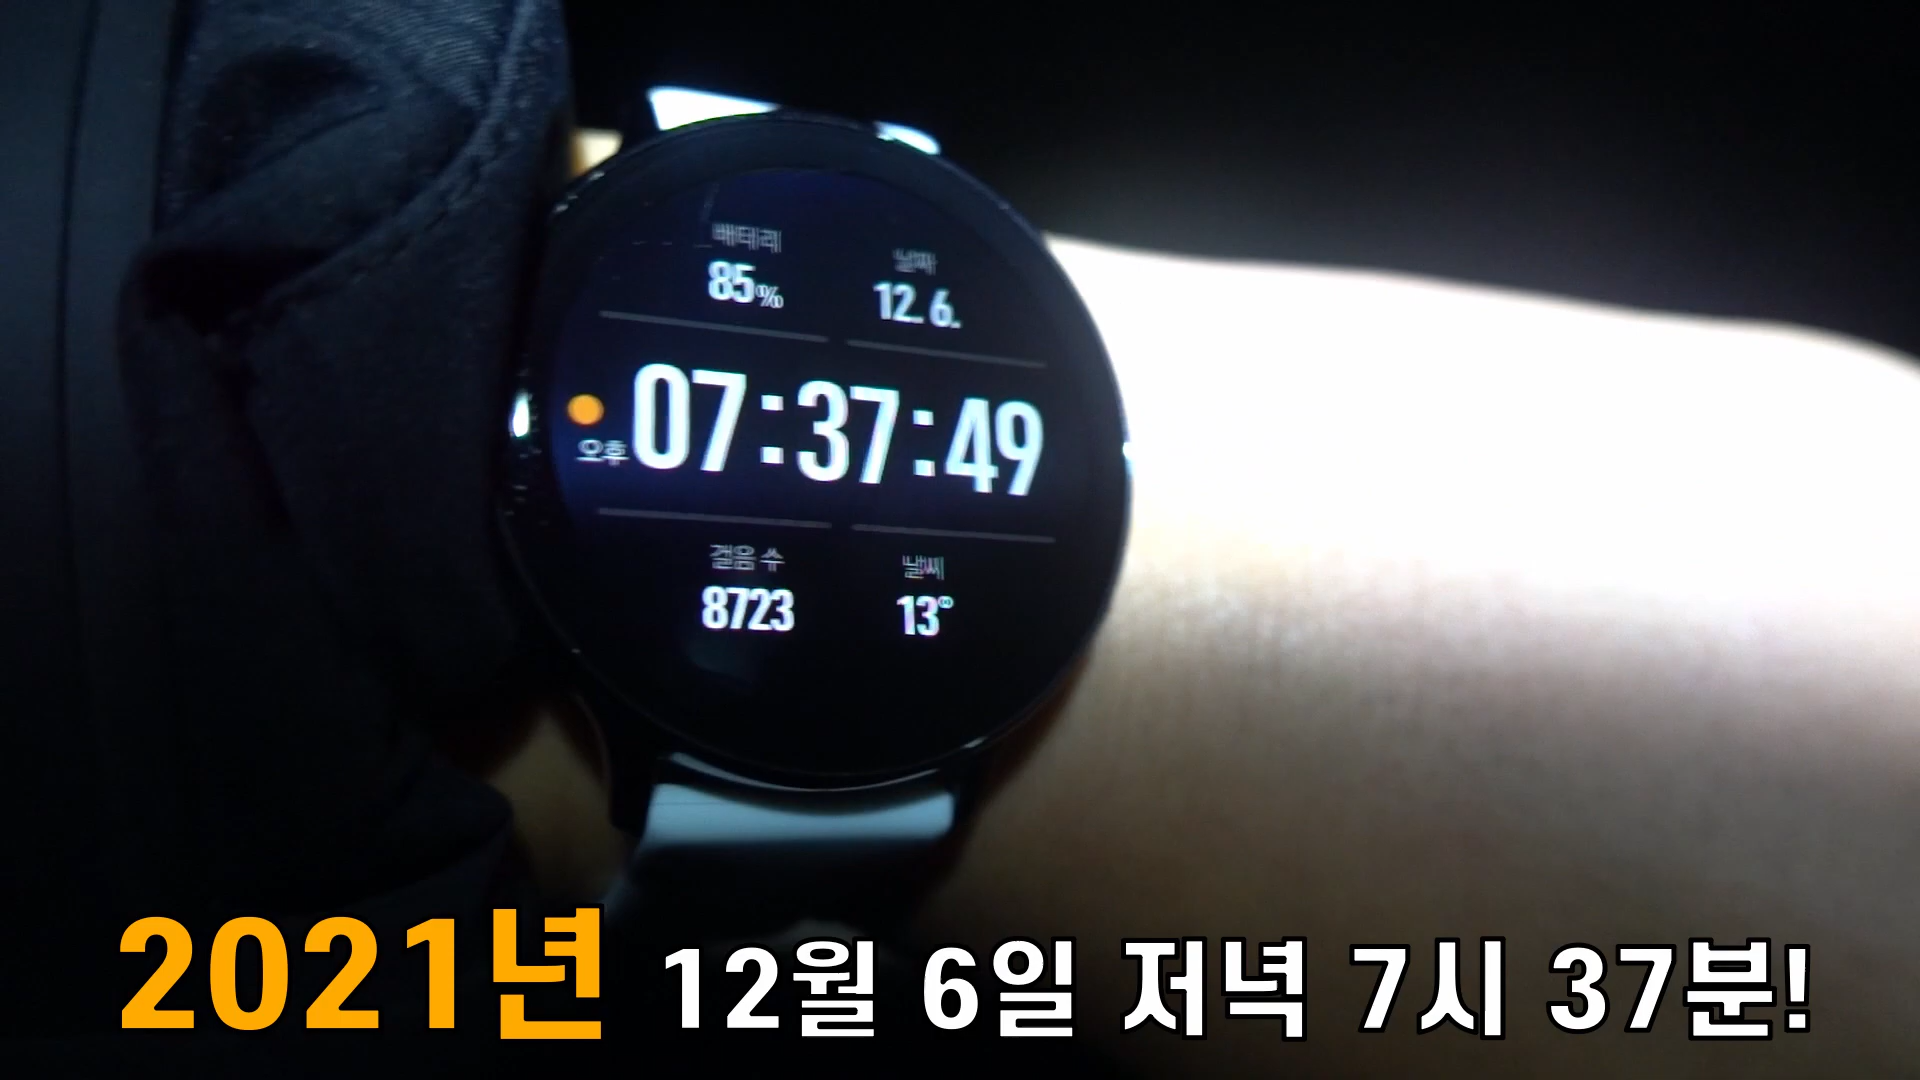 배터리
85%
날짜
12. 6.
오후 07:37:49
걸음 수
8723
날씨
13°
2021년 12월 6일 저녁 7시 37분!